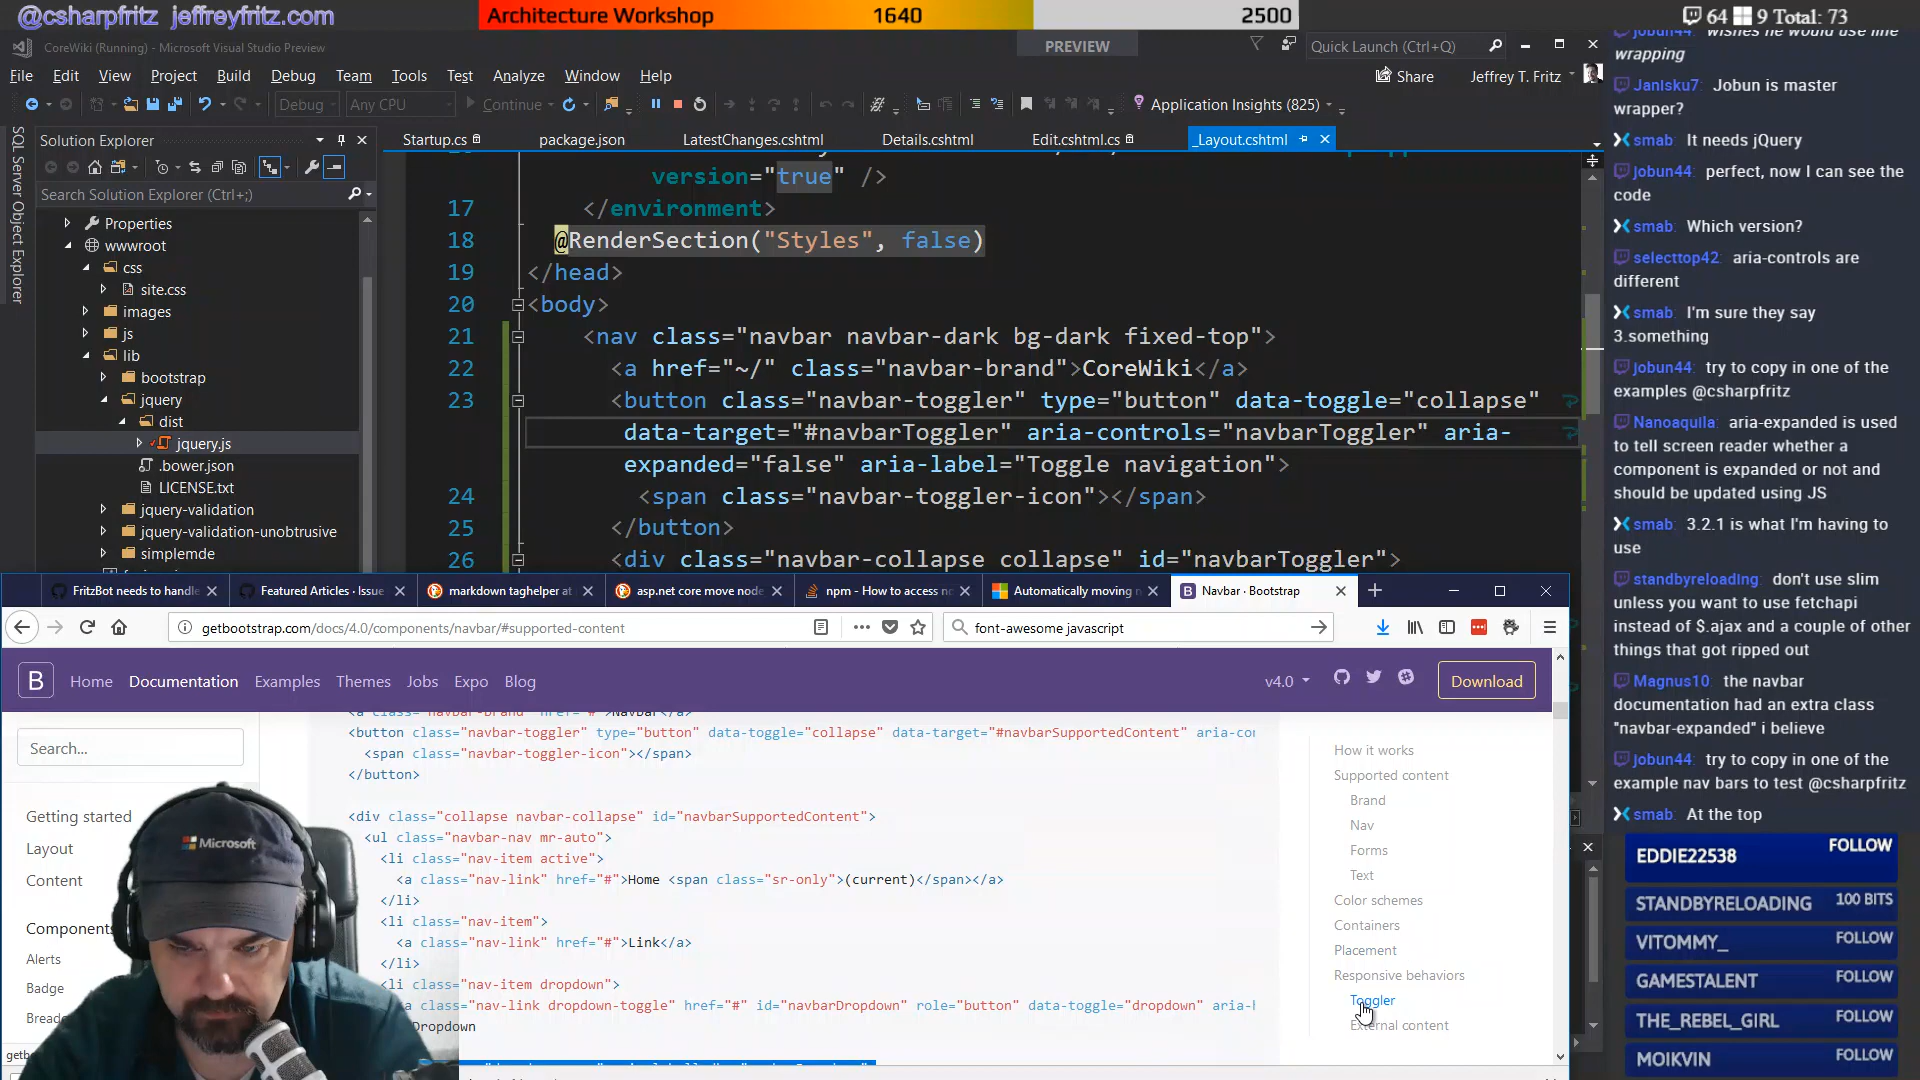 @csharpfritz jeffreyfritz.com
Architecture Workshop 1640 2500
64 9 Total: 73
CoreWiki (Running) - Microsoft Visual Studio Preview
PREVIEW
Quick Launch (Ctrl+Q)
File Edit View Project Build Debug Team Tools Test Analyze Window Help
Share Jeffrey T. Fritz
Debug Any CPU Continue Application Insights (825)
SQL Server Object Explorer
Solution Explorer
Search Solution Explorer (Ctrl+;)
Properties
wwwroot
css
site.css
images
js
lib
bootstrap
jquery
dist
jquery.js
.bower.json
LICENSE.txt
jquery-validation
jquery-validation-unobtrusive
simplemde
Startup.cs package.json LatestChanges.cshtml Details.cshtml Edit.cshtml.cs _Layout.cshtml
version="true" />
17 </environment>
18 @RenderSection("Styles", false)
19 </head>
20 <body>
21 <nav class="navbar navbar-dark bg-dark fixed-top">
22 <a href="~/" class="navbar-brand">CoreWiki</a>
23 <button class="navbar-toggler" type="button" data-toggle="collapse"
data-target="#navbarToggler" aria-controls="navbarToggler" aria-
expanded="false" aria-label="Toggle navigation">
24 <span class="navbar-toggler-icon"></span>
25 </button>
26 <div class="navbar-collapse collapse" id="navbarToggler">
FritzBot needs to handle Featured Articles · Issue markdown taghelper at asp.net core move node npm - How to access n Automatically moving n Navbar · Bootstrap
getbootstrap.com/docs/4.0/components/navbar/#supported-content
font-awesome javascript
B Home Documentation Examples Themes Jobs Expo Blog
v4.0 Download
Search...
Getting started
Layout
Content
Components
Alerts
Badge
Breadc
getbo
<a class="navbar-brand" href="#">Navbar</a>
<button class="navbar-toggler" type="button" data-toggle="collapse" data-target="#navbarSupportedContent" aria-cor
<span class="navbar-toggler-icon"></span>
</button>
<div class="collapse navbar-collapse" id="navbarSupportedContent">
<ul class="navbar-nav mr-auto">
<li class="nav-item active">
<a class="nav-link" href="#">Home <span class="sr-only">(current)</span></a>
</li>
<li class="nav-item">
<a class="nav-link" href="#">Link</a>
</li>
<li class="nav-item dropdown">
a class="nav-link dropdown-toggle" href="#" id="navbarDropdown" role="button" data-toggle="dropdown" aria-h
Dropdown
How it works
Supported content
Brand
Nav
Forms
Text
Color schemes
Containers
Placement
Responsive behaviors
Toggler
External content
Microsoft
jobun44: wishes he would use line
wrapping
JanIsku7: Jobun is master
wrapper?
smab: It needs jQuery
Jobun44: perfect, now I can see the
code
smab: Which version?
selecttop42: aria-controls are
different
smab: I'm sure they say
3.something
Jobun44: try to copy in one of the
examples @csharpfritz
Nanoaquila: aria-expanded is used
to tell screen reader whether a
component is expanded or not and
should be updated using JS
smab: 3.2.1 is what I'm having to
use
standbyreloading: don't use slim
unless you want to use fetchapi
instead of $.ajax and a couple of other
things that got ripped out
Magnus10: the navbar
documentation had an extra class
"navbar-expanded" i believe
Jobun44: try to copy in one of the
example nav bars to test @csharpfritz
smab: At the top
EDDIE22538 FOLLOW
STANDBYRELOADING 100 BITS
VITOMMY_ FOLLOW
GAMESTALENT FOLLOW
THE_REBEL_GIRL FOLLOW
MOIKVIN FOLLOW